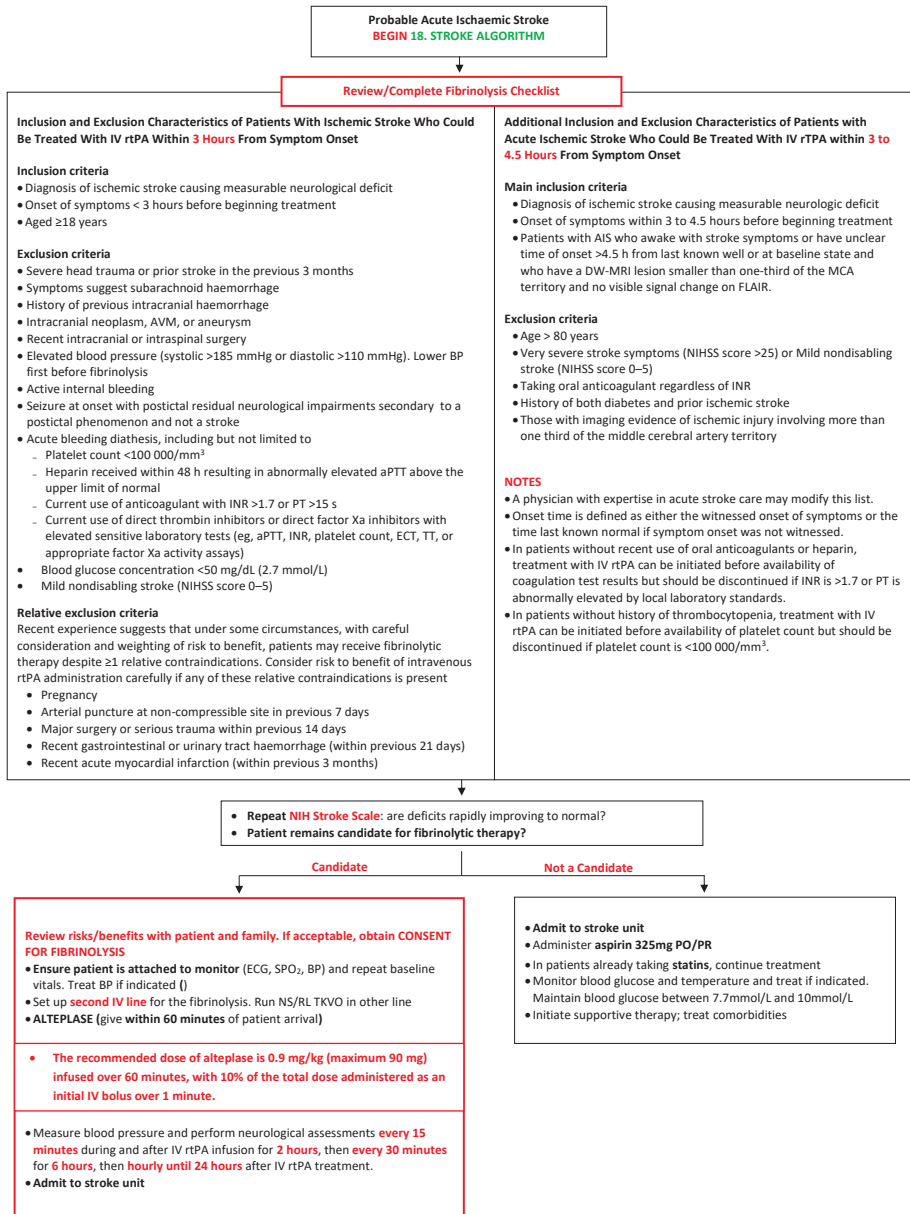 Probable Acute Ischaemic Stroke
BEGIN 18. STROKE ALGORITHM
Review/Complete Fibrinolysis Checklist
Inclusion and Exclusion Characteristics of Patients With Ischemic Stroke Who Could
Be Treated With IV rtPA Within 3 Hours From Symptom Onset
Inclusion criteria
• Diagnosis of ischemic stroke causing measurable neurological deficit
• Onset of symptoms < 3 hours before beginning treatment
• Aged ≥18 years
Exclusion criteria
• Severe head trauma or prior stroke in the previous 3 months
• Symptoms suggest subarachnoid haemorrhage
• History of previous intracranial haemorrhage
• Intracranial neoplasm, AVM, or aneurysm
• Recent intracranial or intraspinal surgery
• Elevated blood pressure (systolic >185 mmHg or diastolic >110 mmHg). Lower BP
first before fibrinolysis
• Active internal bleeding
• Seizure at onset with postictal residual neurological impairments secondary to a
postictal phenomenon and not a stroke
• Acute bleeding diathesis, including but not limited to
- Platelet count <100 000/mm³
- Heparin received within 48 h resulting in abnormally elevated aPTT above the
upper limit of normal
- Current use of anticoagulant with INR >1.7 or PT >15 s
- Current use of direct thrombin inhibitors or direct factor Xa inhibitors with
elevated sensitive laboratory tests (eg, aPTT, INR, platelet count, ECT, TT, or
appropriate factor Xa activity assays)
• Blood glucose concentration <50 mg/dL (2.7 mmol/L)
• Mild nondisabling stroke (NIHSS score 0–5)
Relative exclusion criteria
Recent experience suggests that under some circumstances, with careful
consideration and weighting of risk to benefit, patients may receive fibrinolytic
therapy despite ≥1 relative contraindications. Consider risk to benefit of intravenous
rtPA administration carefully if any of these relative contraindications is present
• Pregnancy
• Arterial puncture at non-compressible site in previous 7 days
• Major surgery or serious trauma within previous 14 days
• Recent gastrointestinal or urinary tract haemorrhage (within previous 21 days)
• Recent acute myocardial infarction (within previous 3 months)
Additional Inclusion and Exclusion Characteristics of Patients with
Acute Ischemic Stroke Who Could Be Treated With IV rTPA within 3 to
4.5 Hours From Symptom Onset
Main inclusion criteria
• Diagnosis of ischemic stroke causing measurable neurologic deficit
• Onset of symptoms within 3 to 4.5 hours before beginning treatment
• Patients with AIS who awake with stroke symptoms or have unclear
time of onset >4.5 h from last known well or at baseline state and
who have a DW-MRI lesion smaller than one-third of the MCA
territory and no visible signal change on FLAIR.
Exclusion criteria
• Age > 80 years
• Very severe stroke symptoms (NIHSS score >25) or Mild nondisabling
stroke (NIHSS score 0–5)
• Taking oral anticoagulant regardless of INR
• History of both diabetes and prior ischemic stroke
• Those with imaging evidence of ischemic injury involving more than
one third of the middle cerebral artery territory
NOTES
• A physician with expertise in acute stroke care may modify this list.
• Onset time is defined as either the witnessed onset of symptoms or the
time last known normal if symptom onset was not witnessed.
• In patients without recent use of oral anticoagulants or heparin,
treatment with IV rtPA can be initiated before availability of
coagulation test results but should be discontinued if INR is >1.7 or PT is
abnormally elevated by local laboratory standards.
• In patients without history of thrombocytopenia, treatment with IV
rtPA can be initiated before availability of platelet count but should be
discontinued if platelet count is <100 000/mm³.
• Repeat NIH Stroke Scale: are deficits rapidly improving to normal?
• Patient remains candidate for fibrinolytic therapy?
Candidate
Not a Candidate
Review risks/benefits with patient and family. If acceptable, obtain CONSENT
FOR FIBRINOLYSIS
• Ensure patient is attached to monitor (ECG, SPO₂, BP) and repeat baseline
vitals. Treat BP if indicated ()
• Set up second IV line for the fibrinolysis. Run NS/RL TKVO in other line
• ALTEPLASE (give within 60 minutes of patient arrival)
• The recommended dose of alteplase is 0.9 mg/kg (maximum 90 mg)
infused over 60 minutes, with 10% of the total dose administered as an
initial IV bolus over 1 minute.
• Measure blood pressure and perform neurological assessments every 15
minutes during and after IV rtPA infusion for 2 hours, then every 30 minutes
for 6 hours, then hourly until 24 hours after IV rtPA treatment.
• Admit to stroke unit
• Admit to stroke unit
• Administer aspirin 325mg PO/PR
• In patients already taking statins, continue treatment
• Monitor blood glucose and temperature and treat if indicated.
Maintain blood glucose between 7.7mmol/L and 10mmol/L
• Initiate supportive therapy; treat comorbidities